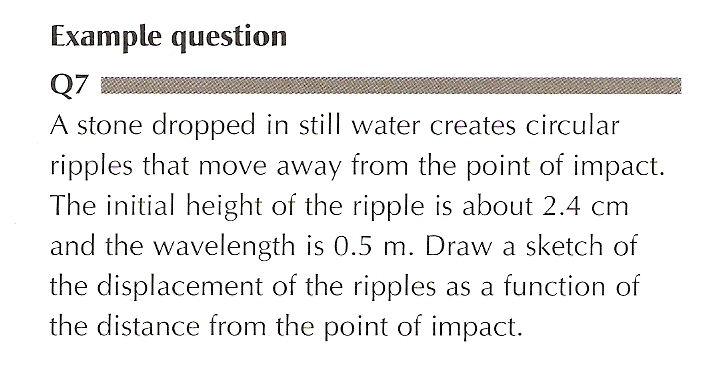 Example question
Q7
A stone dropped in still water creates circular
ripples that move away from the point of impact.
The initial height of the ripple is about 2.4 cm
and the wavelength is 0.5 m. Draw a sketch of
the displacement of the ripples as a function of
the distance from the point of impact.